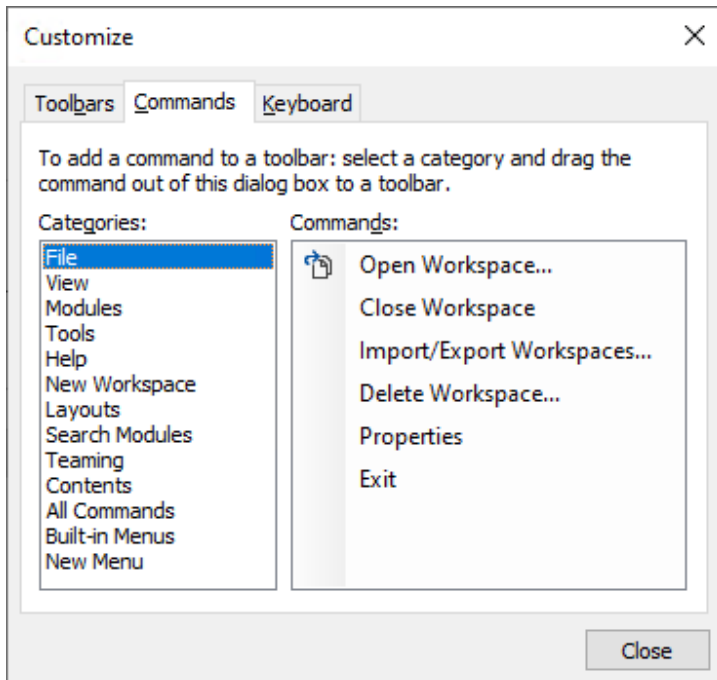 Customize
Toolbars Commands Keyboard
To add a command to a toolbar: select a category and drag the
command out of this dialog box to a toolbar.
Categories:
File
View
Modules
Tools
Help
New Workspace
Layouts
Search Modules
Teaming
Contents
All Commands
Built-in Menus
New Menu
Commands:
Open Workspace...
Close Workspace
Import/Export Workspaces...
Delete Workspace...
Properties
Exit
Close